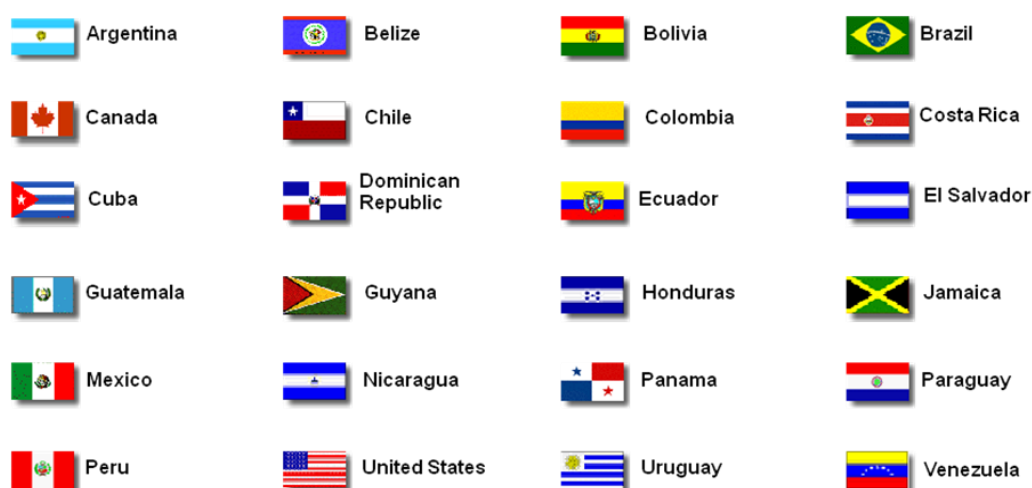 Argentina
Belize
Bolivia
Brazil
Canada
Chile
Colombia
Costa Rica
Cuba
Dominican
Republic
Ecuador
El Salvador
Guatemala
Guyana
Honduras
Jamaica
Mexico
Nicaragua
Panama
Paraguay
Peru
United States
Uruguay
Venezuela